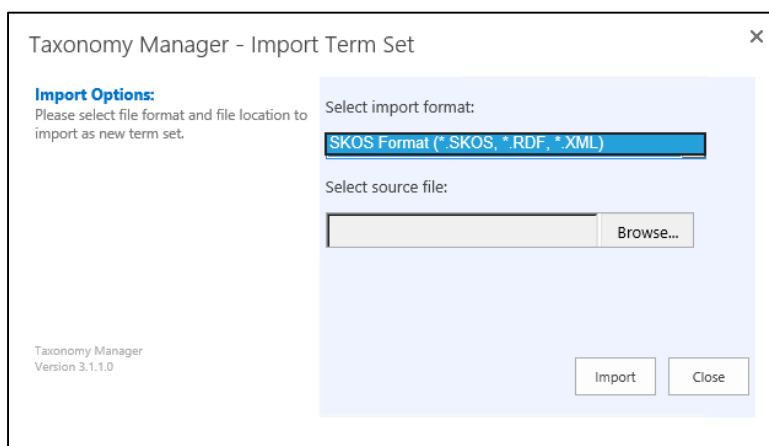 Taxonomy Manager - Import Term Set
Import Options:
Please select file format and file location to
import as new term set.
Select import format:
SKOS Format (*.SKOS, *.RDF, *.XML)
Select source file:
Browse...
Taxonomy Manager
Version 3.1.1.0
Import
Close